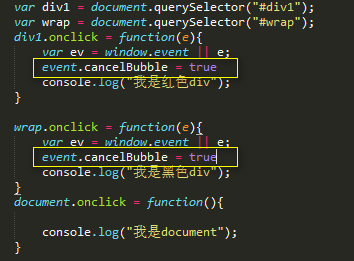 var div1 = document.querySelector("#div1");
var wrap = document.querySelector("#wrap");
div1.onclick = function(e){
var ev = window.event || e;
event.cancelBubble = true
console.log("我是红色div");
}
wrap.onclick = function(e){
var ev = window.event || e;
event.cancelBubble = true
console.log("我是黑色div");
}
document.onclick = function(){
console.log("我是document");
}